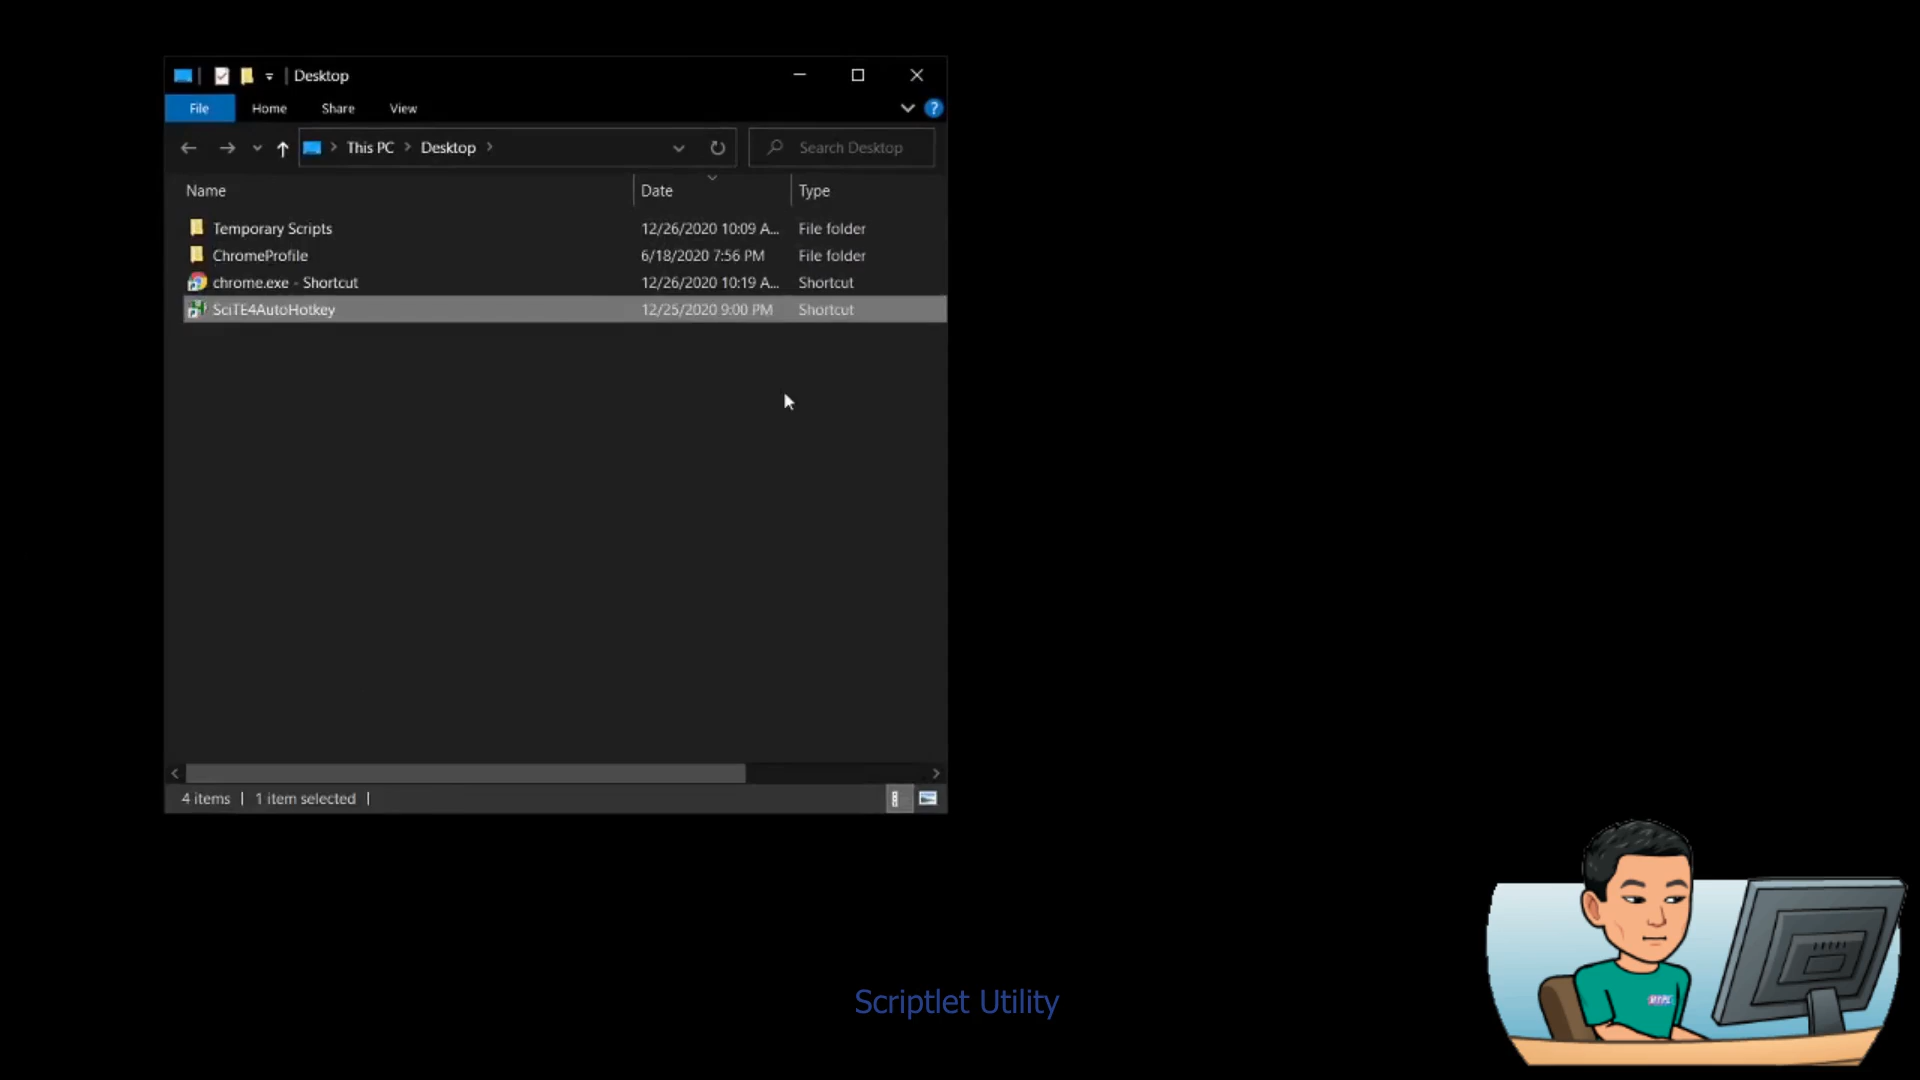 Desktop
File Home Share View
This PC Desktop Search Desktop
Name Date Type
Temporary Scripts 12/26/2020 10:09 A... File folder
ChromeProfile 6/18/2020 7:56 PM File folder
chrome.exe - Shortcut 12/26/2020 10:19 A... Shortcut
SciTE4AutoHotkey 12/25/2020 9:00 PM Shortcut
4 items 1 item selected
Scriptlet Utility